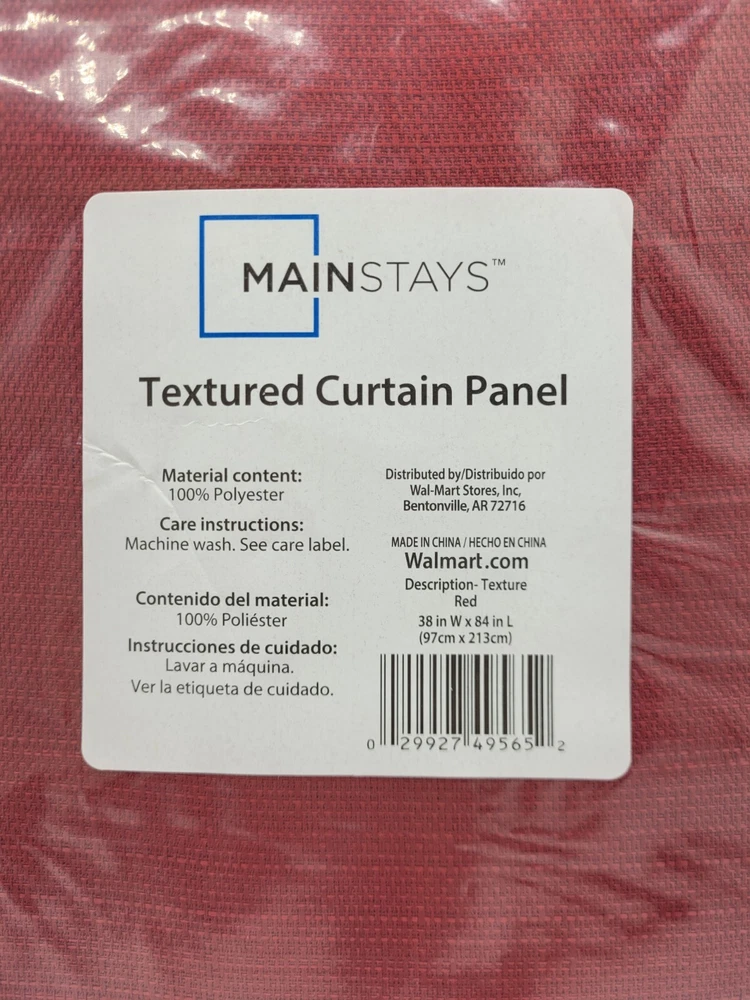 MAINSTAYS™
Textured Curtain Panel
Material content:
100% Polyester
Care instructions:
Machine wash. See care label.
Contenido del material:
100% Poliéster
Instrucciones de cuidado:
Lavar a máquina.
Ver la etiqueta de cuidado.
Distributed by/Distribuido por
Wal-Mart Stores, Inc,
Bentonville, AR 72716
MADE IN CHINA / HECHO EN CHINA
Walmart.com
Description- Texture
Red
38 in W x 84 in L
(97cm x 213cm)
0 29927 49565 2